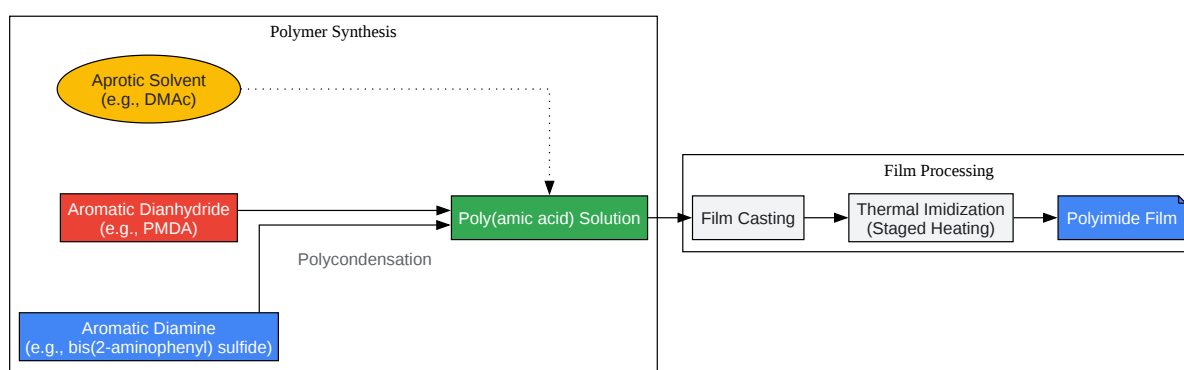 Polymer Synthesis
Aprotic Solvent
(e.g., DMAc)
Aromatic Dianhydride
(e.g., PMDA)
Poly(amic acid) Solution
Polycondensation
Aromatic Diamine
(e.g., bis(2-aminophenyl) sulfide)
Film Processing
Film Casting
Thermal Imidization
(Staged Heating)
Polyimide Film